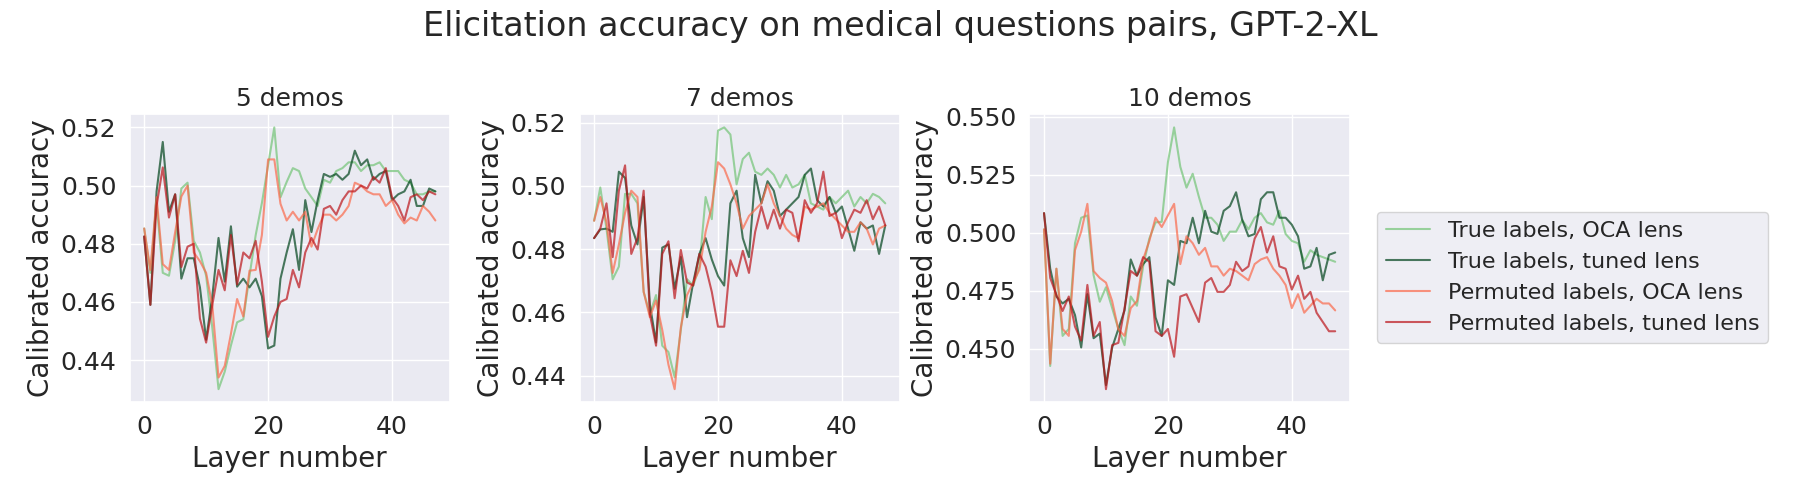 Elicitation accuracy on medical questions pairs, GPT-2-XL
5 demos
Calibrated accuracy
0.52
0.50
0.48
0.46
0.44
0
20
40
Layer number
7 demos
Calibrated accuracy
0.52
0.50
0.48
0.46
0.44
0
20
40
Layer number
10 demos
Calibrated accuracy
0.550
0.525
0.500
0.475
0.450
0
20
40
Layer number
True labels, OCA lens
True labels, tuned lens
Permuted labels, OCA lens
Permuted labels, tuned lens